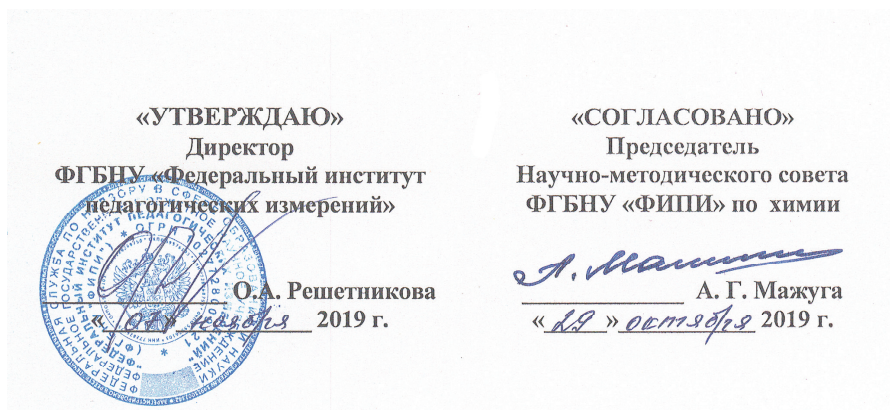 «УТВЕРЖДАЮ»
Директор
ФГБНУ «Федеральный институт
педагогических измерений»
О.А. Решетникова
« » ноября 2019 г.
«СОГЛАСОВАНО»
Председатель
Научно-методического совета
ФГБНУ «ФИПИ» по химии
А. Г. Мажуга
«29» октября 2019 г.